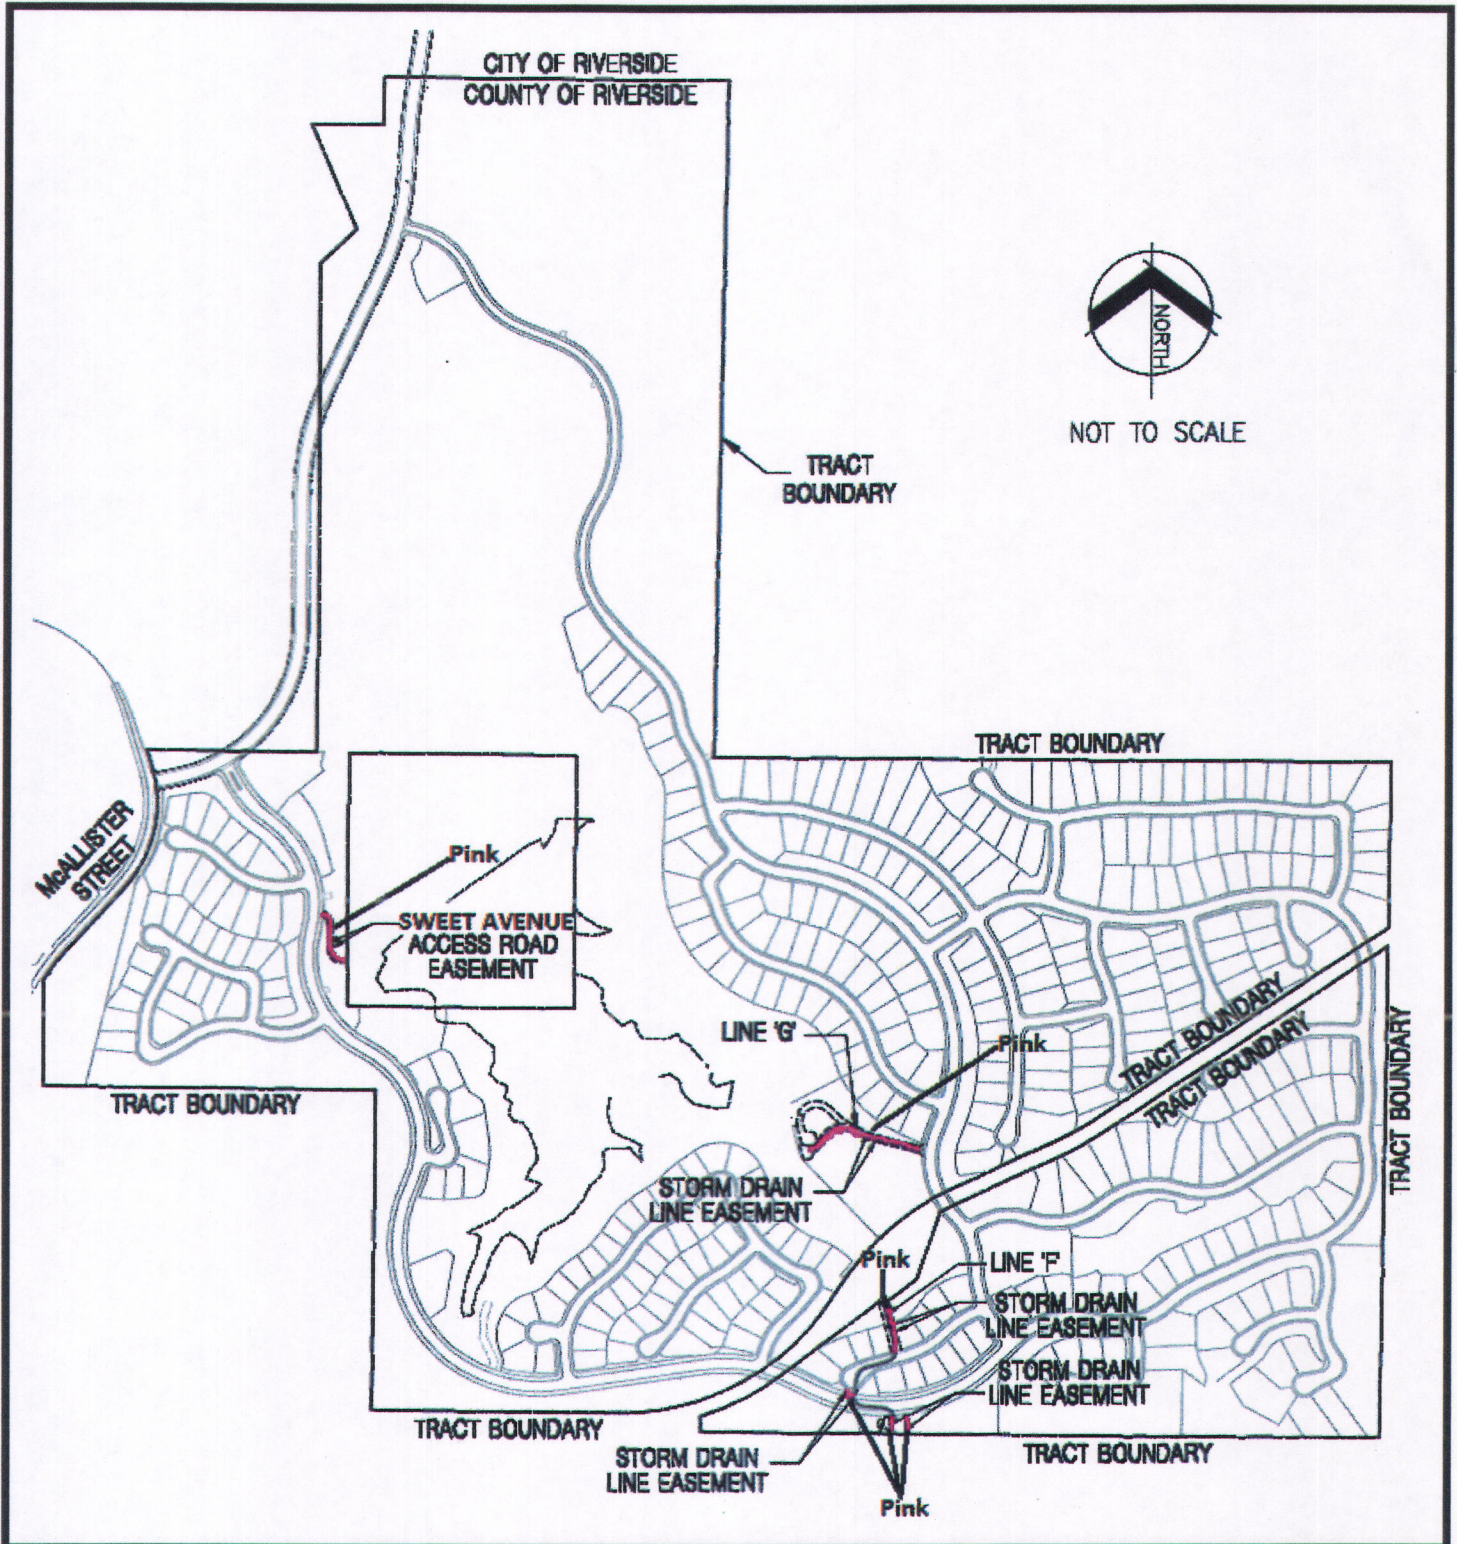 CITY OF RIVERSIDE
COUNTY OF RIVERSIDE
NORTH
NOT TO SCALE
TRACT
BOUNDARY
TRACT BOUNDARY
McALLISTER
STREET
Pink
SWEET AVENUE
ACCESS ROAD
EASEMENT
TRACT BOUNDARY
LINE 'G'
Pink
TRACT BOUNDARY
TRACT BOUNDARY
TRACT BOUNDARY
STORM DRAIN
LINE EASEMENT
Pink
LINE 'F'
STORM DRAIN
LINE EASEMENT
STORM DRAIN
LINE EASEMENT
TRACT BOUNDARY
STORM DRAIN
LINE EASEMENT
TRACT BOUNDARY
Pink